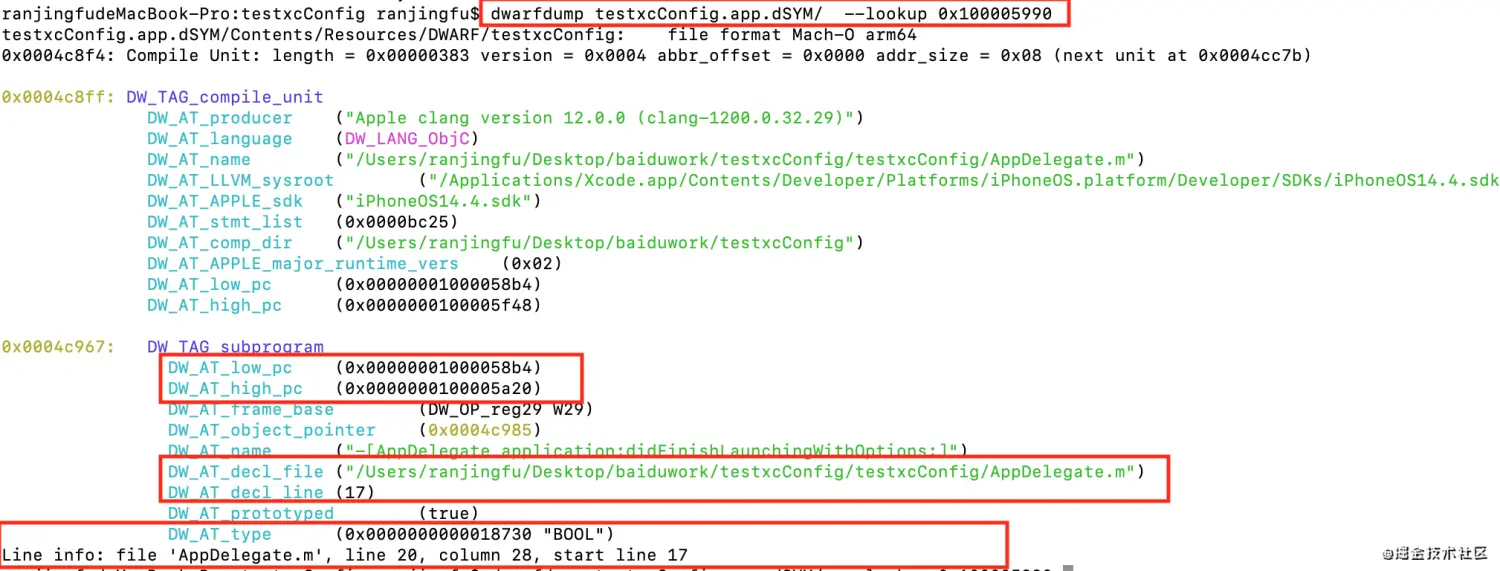 ranjingfudeMacBook-Pro:testxcConfig ranjingfu$ dwarfdump testxcConfig.app.dSYM/ --lookup 0x100005990
testxcConfig.app.dSYM/Contents/Resources/DWARF/testxcConfig: file format Mach-O arm64
0x0004c8f4: Compile Unit: length = 0x00000383 version = 0x0004 abbr_offset = 0x0000 addr_size = 0x08 (next unit at 0x0004cc7b)
0x0004c8ff: DW_TAG_compile_unit
DW_AT_producer ("Apple clang version 12.0.0 (clang-1200.0.32.29)")
DW_AT_language (DW_LANG_ObjC)
DW_AT_name ("/Users/ranjingfu/Desktop/baiduwork/testxcConfig/testxcConfig/AppDelegate.m")
DW_AT_LLVM_sysroot ("/Applications/Xcode.app/Contents/Developer/Platforms/iPhoneOS.platform/Developer/SDKs/iPhoneOS14.4.sdk
DW_AT_APPLE_sdk ("iPhoneOS14.4.sdk")
DW_AT_stmt_list (0x0000bc25)
DW_AT_comp_dir ("/Users/ranjingfu/Desktop/baiduwork/testxcConfig")
DW_AT_APPLE_major_runtime_vers (0x02)
DW_AT_low_pc (0x00000001000058b4)
DW_AT_high_pc (0x0000000100005f48)
0x0004c967: DW_TAG_subprogram
DW_AT_low_pc (0x00000001000058b4)
DW_AT_high_pc (0x0000000100005a20)
DW_AT_frame_base (DW_OP_reg29 W29)
DW_AT_object_pointer (0x0004c985)
DW_AT_name ("-[AppDelegate application:didFinishLaunchingWithOptions:]")
DW_AT_decl_file ("/Users/ranjingfu/Desktop/baiduwork/testxcConfig/testxcConfig/AppDelegate.m")
DW_AT_decl_line (17)
DW_AT_prototyped (true)
DW_AT_type (0x0000000000018730 "BOOL")
Line info: file 'AppDelegate.m', line 20, column 28, start line 17
@掘金技术社区